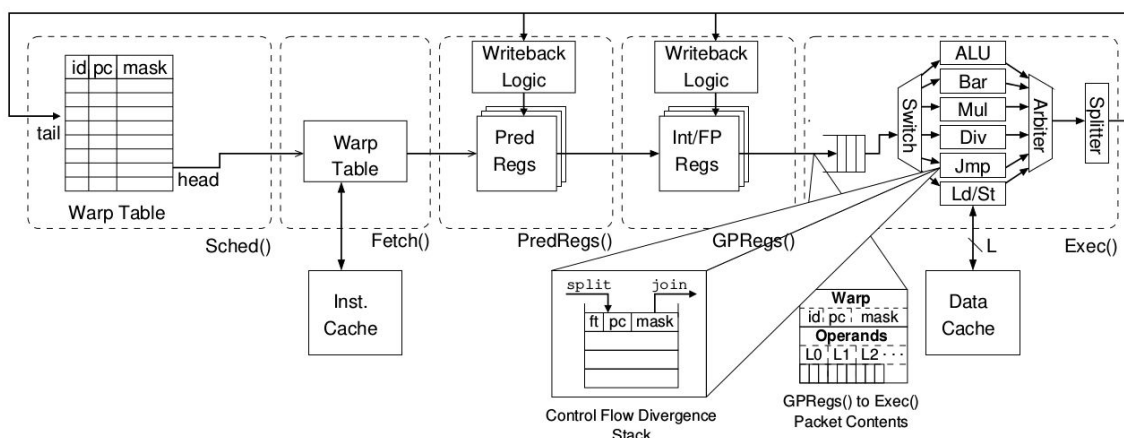 id pc mask
tail
head
Warp Table
Sched()
Warp
Table
Fetch()
Inst.
Cache
Writeback
Logic
Pred
Regs
PredRegs()
Writeback
Logic
Int/FP
Regs
GPRegs()
Switch
ALU
Bar
Mul
Div
Jmp
Ld/St
Arbiter
Splitter
Exec()
L
Data
Cache
split
join
ft pc mask
Control Flow Divergence
Stack
Warp
id pc mask
Operands
L0 L1 L2 ...
GPRegs() to Exec()
Packet Contents